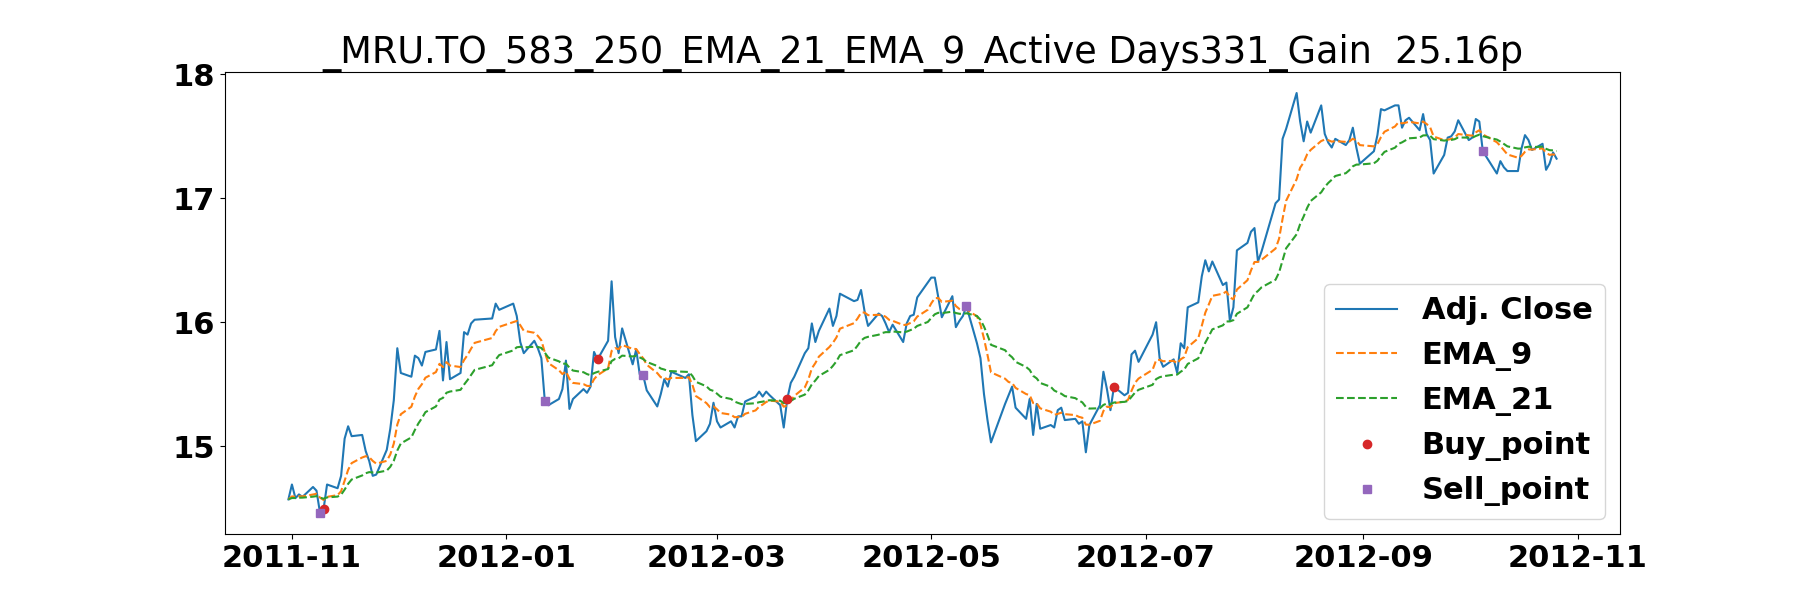 _MRU.TO_583_250_EMA_21_EMA_9_Active Days331_Gain  25.16p
18
17
16
15
2011-11
2012-01
2012-03
2012-05
2012-07
2012-09
2012-11
Adj. Close
EMA_9
EMA_21
Buy_point
Sell_point